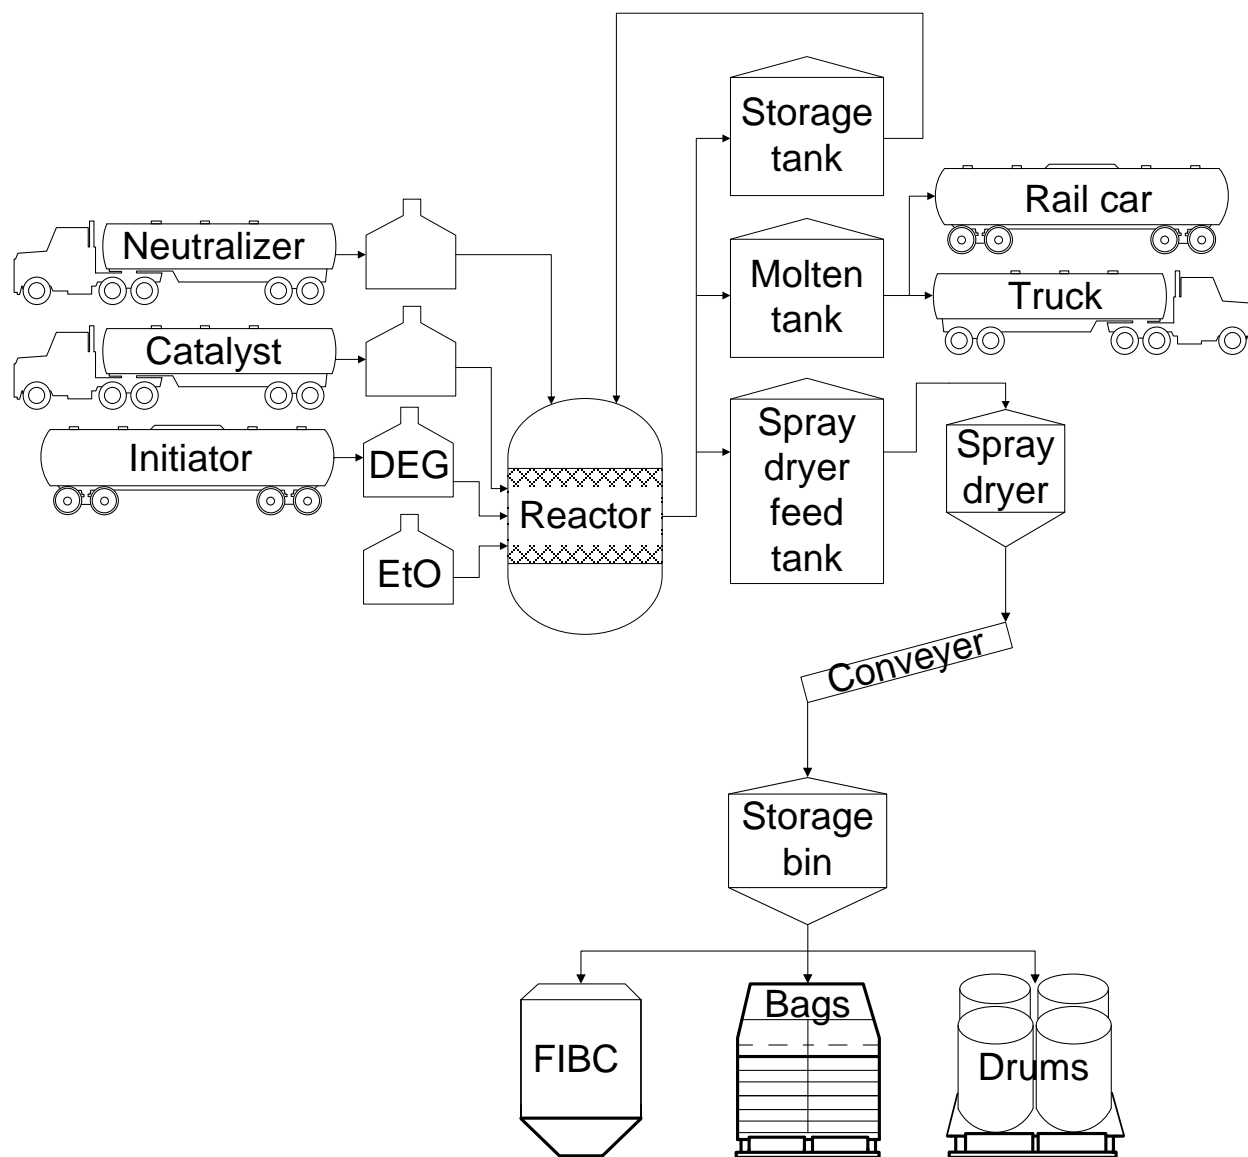 Storage
tank
Rail car
Neutralizer
Molten
tank
Truck
Catalyst
Initiator
DEG
EtO
Reactor
Spray
dryer
feed
tank
Spray
dryer
Conveyer
Storage
bin
FIBC
Bags
Drums